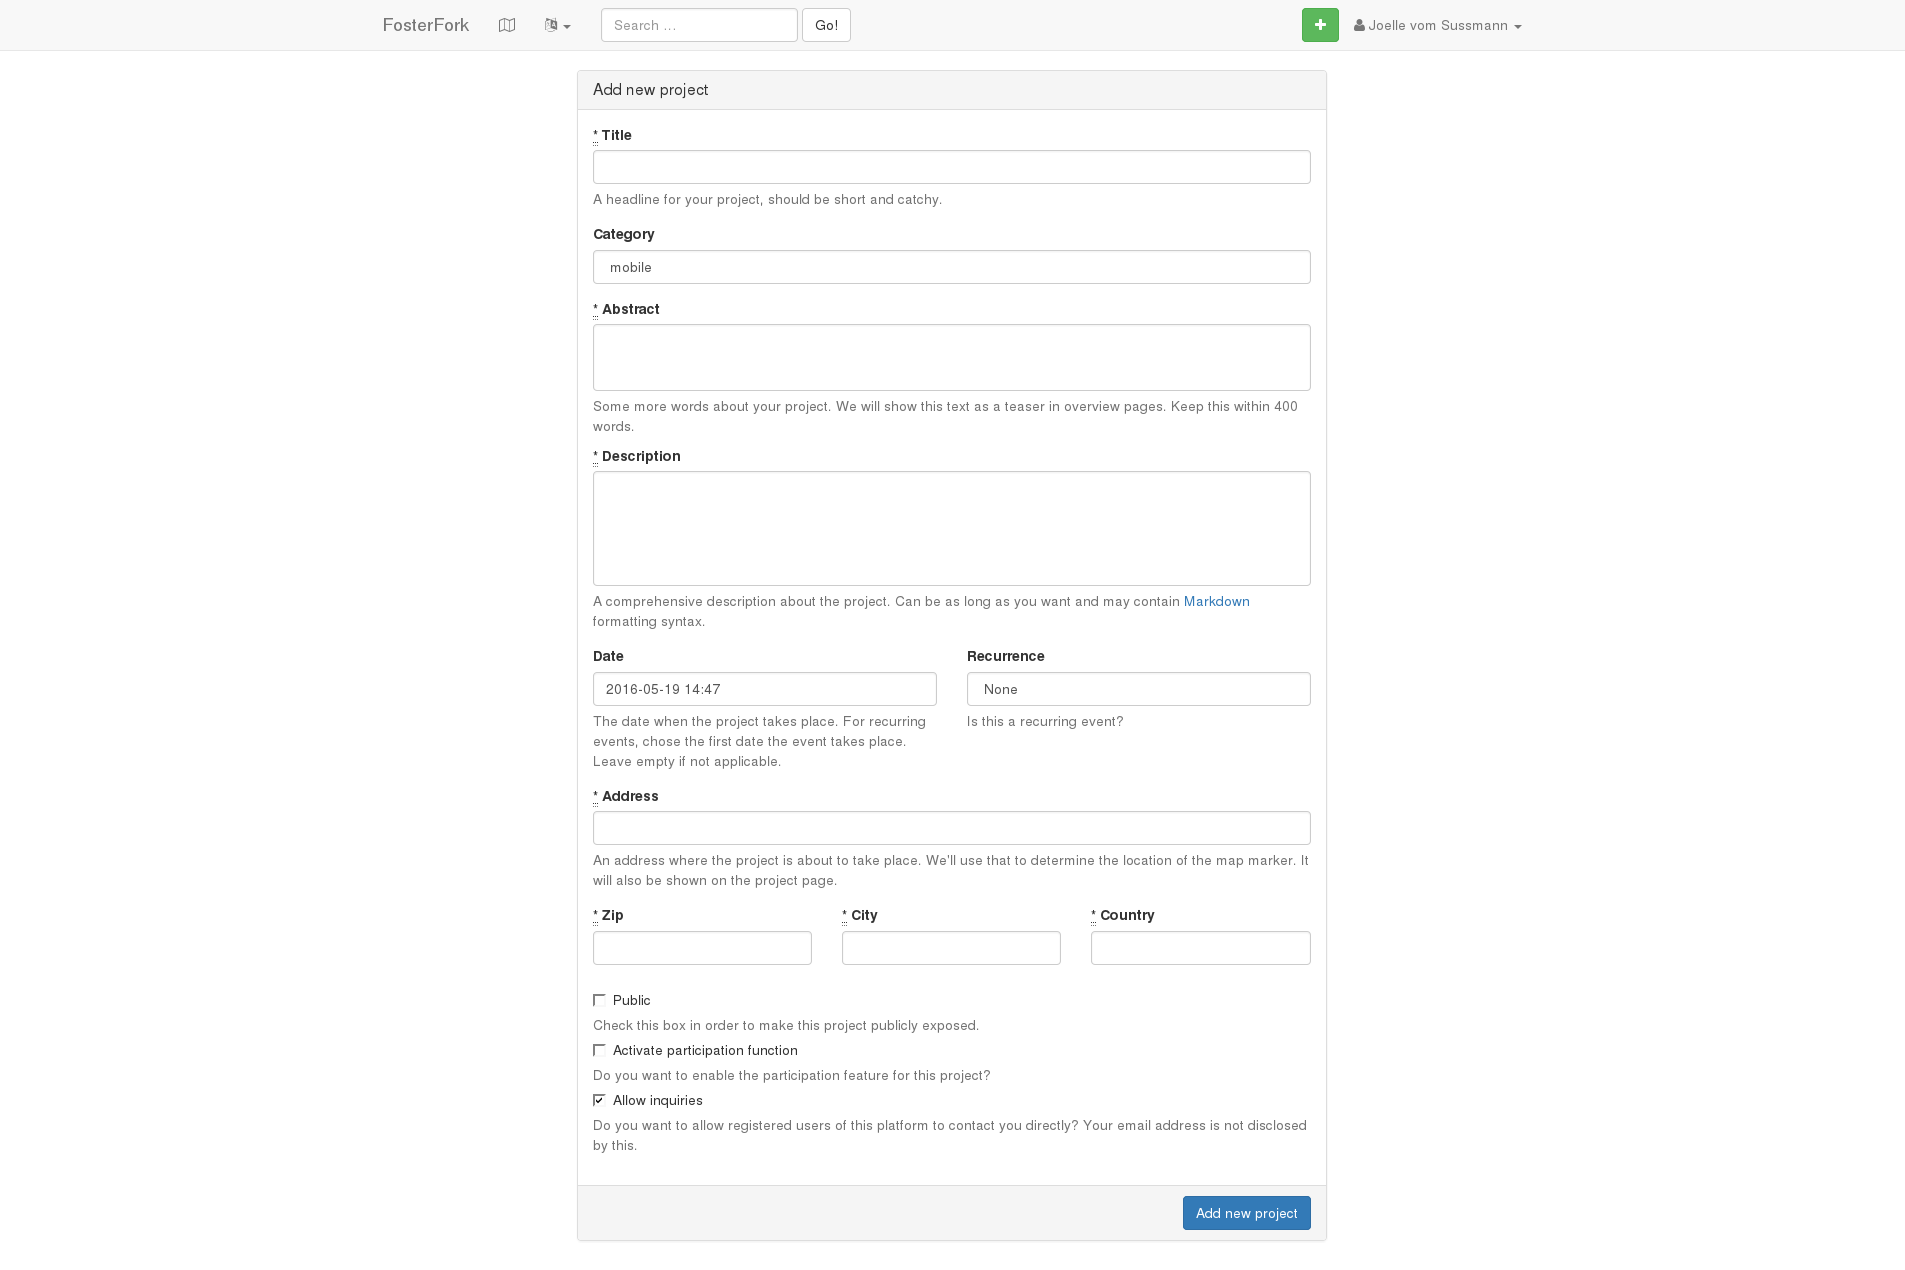 FosterFork
Search ...
Go!
Joelle vom Sussmann
Add new project
* Title
A headline for your project, should be short and catchy.
Category
mobile
* Abstract
Some more words about your project. We will show this text as a teaser in overview pages. Keep this within 400
words.
* Description
A comprehensive description about the project. Can be as long as you want and may contain Markdown
formatting syntax.
Date
Recurrence
2016-05-19 14:47
None
The date when the project takes place. For recurring
events, chose the first date the event takes place.
Leave empty if not applicable.
Is this a recurring event?
* Address
An address where the project is about to take place. We'll use that to determine the location of the map marker. It
will also be shown on the project page.
* Zip
* City
* Country
Public
Check this box in order to make this project publicly exposed.
Activate participation function
Do you want to enable the participation feature for this project?
Allow inquiries
Do you want to allow registered users of this platform to contact you directly? Your email address is not disclosed
by this.
Add new project